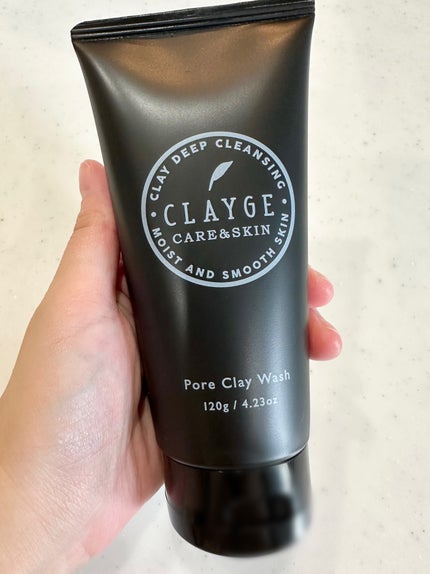 CLAY DEEP CLEANSING
CLAYGE
CARE&SKIN
MOIST AND SMOOTH SKIN
Pore Clay Wash
120g / 4.23oz